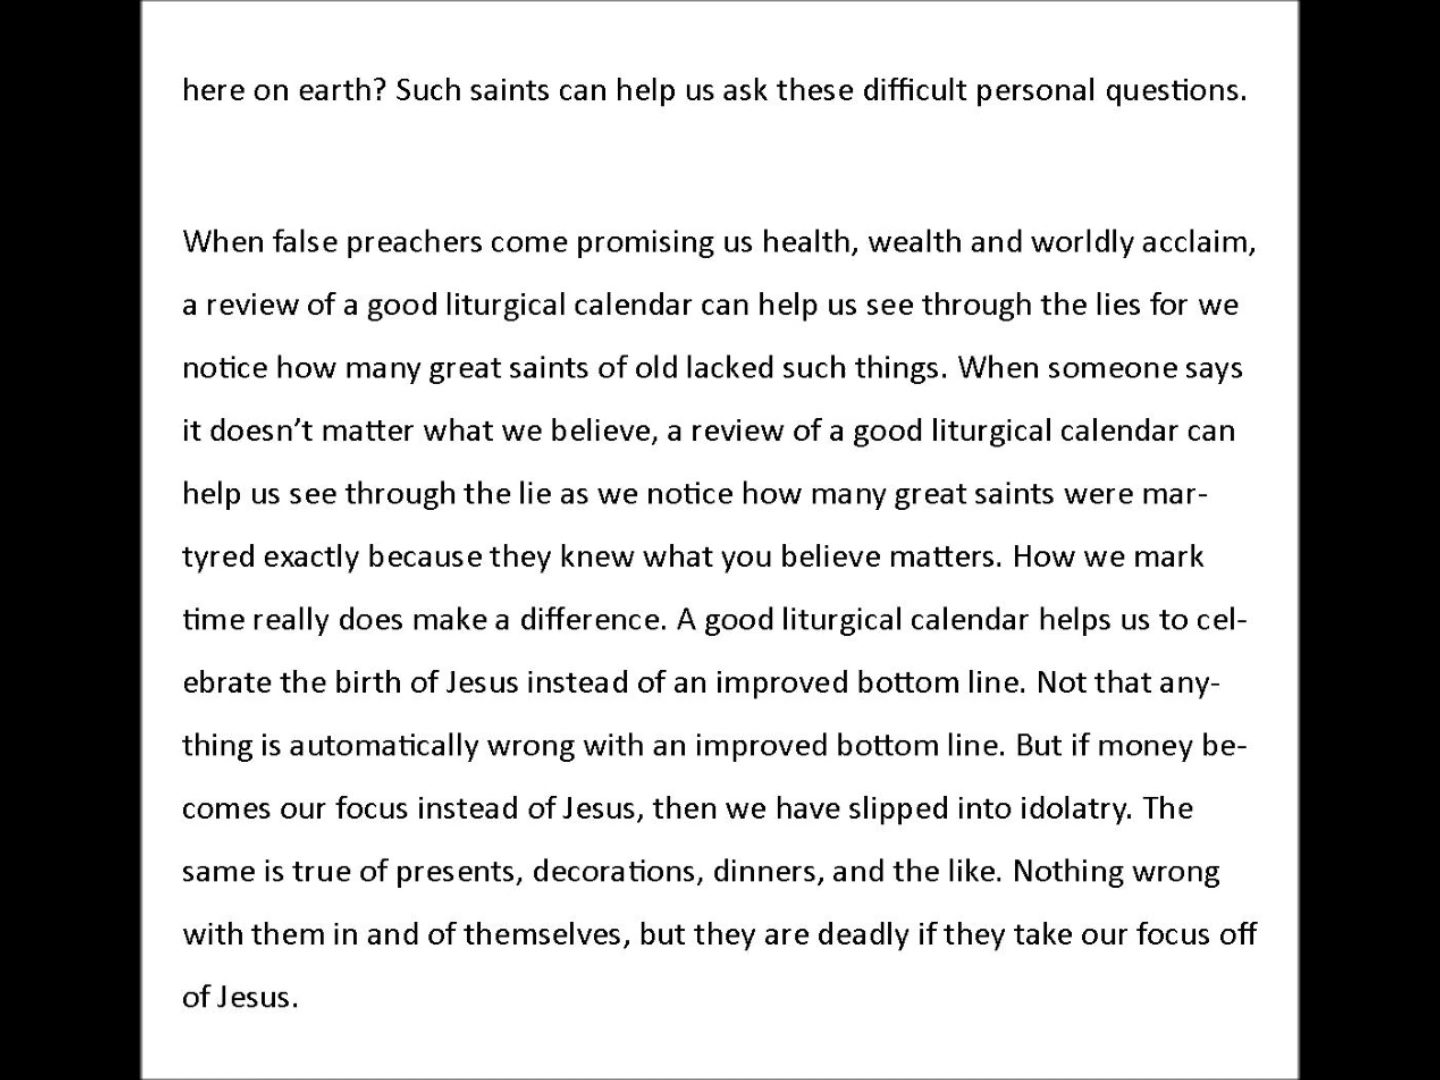 here on earth? Such saints can help us ask these difficult personal questions.
When false preachers come promising us health, wealth and worldly acclaim,
a review of a good liturgical calendar can help us see through the lies for we
notice how many great saints of old lacked such things. When someone says
it doesn’t matter what we believe, a review of a good liturgical calendar can
help us see through the lie as we notice how many great saints were mar-
tyred exactly because they knew what you believe matters. How we mark
time really does make a difference. A good liturgical calendar helps us to cel-
ebrate the birth of Jesus instead of an improved bottom line. Not that any-
thing is automatically wrong with an improved bottom line. But if money be-
comes our focus instead of Jesus, then we have slipped into idolatry. The
same is true of presents, decorations, dinners, and the like. Nothing wrong
with them in and of themselves, but they are deadly if they take our focus off
of Jesus.